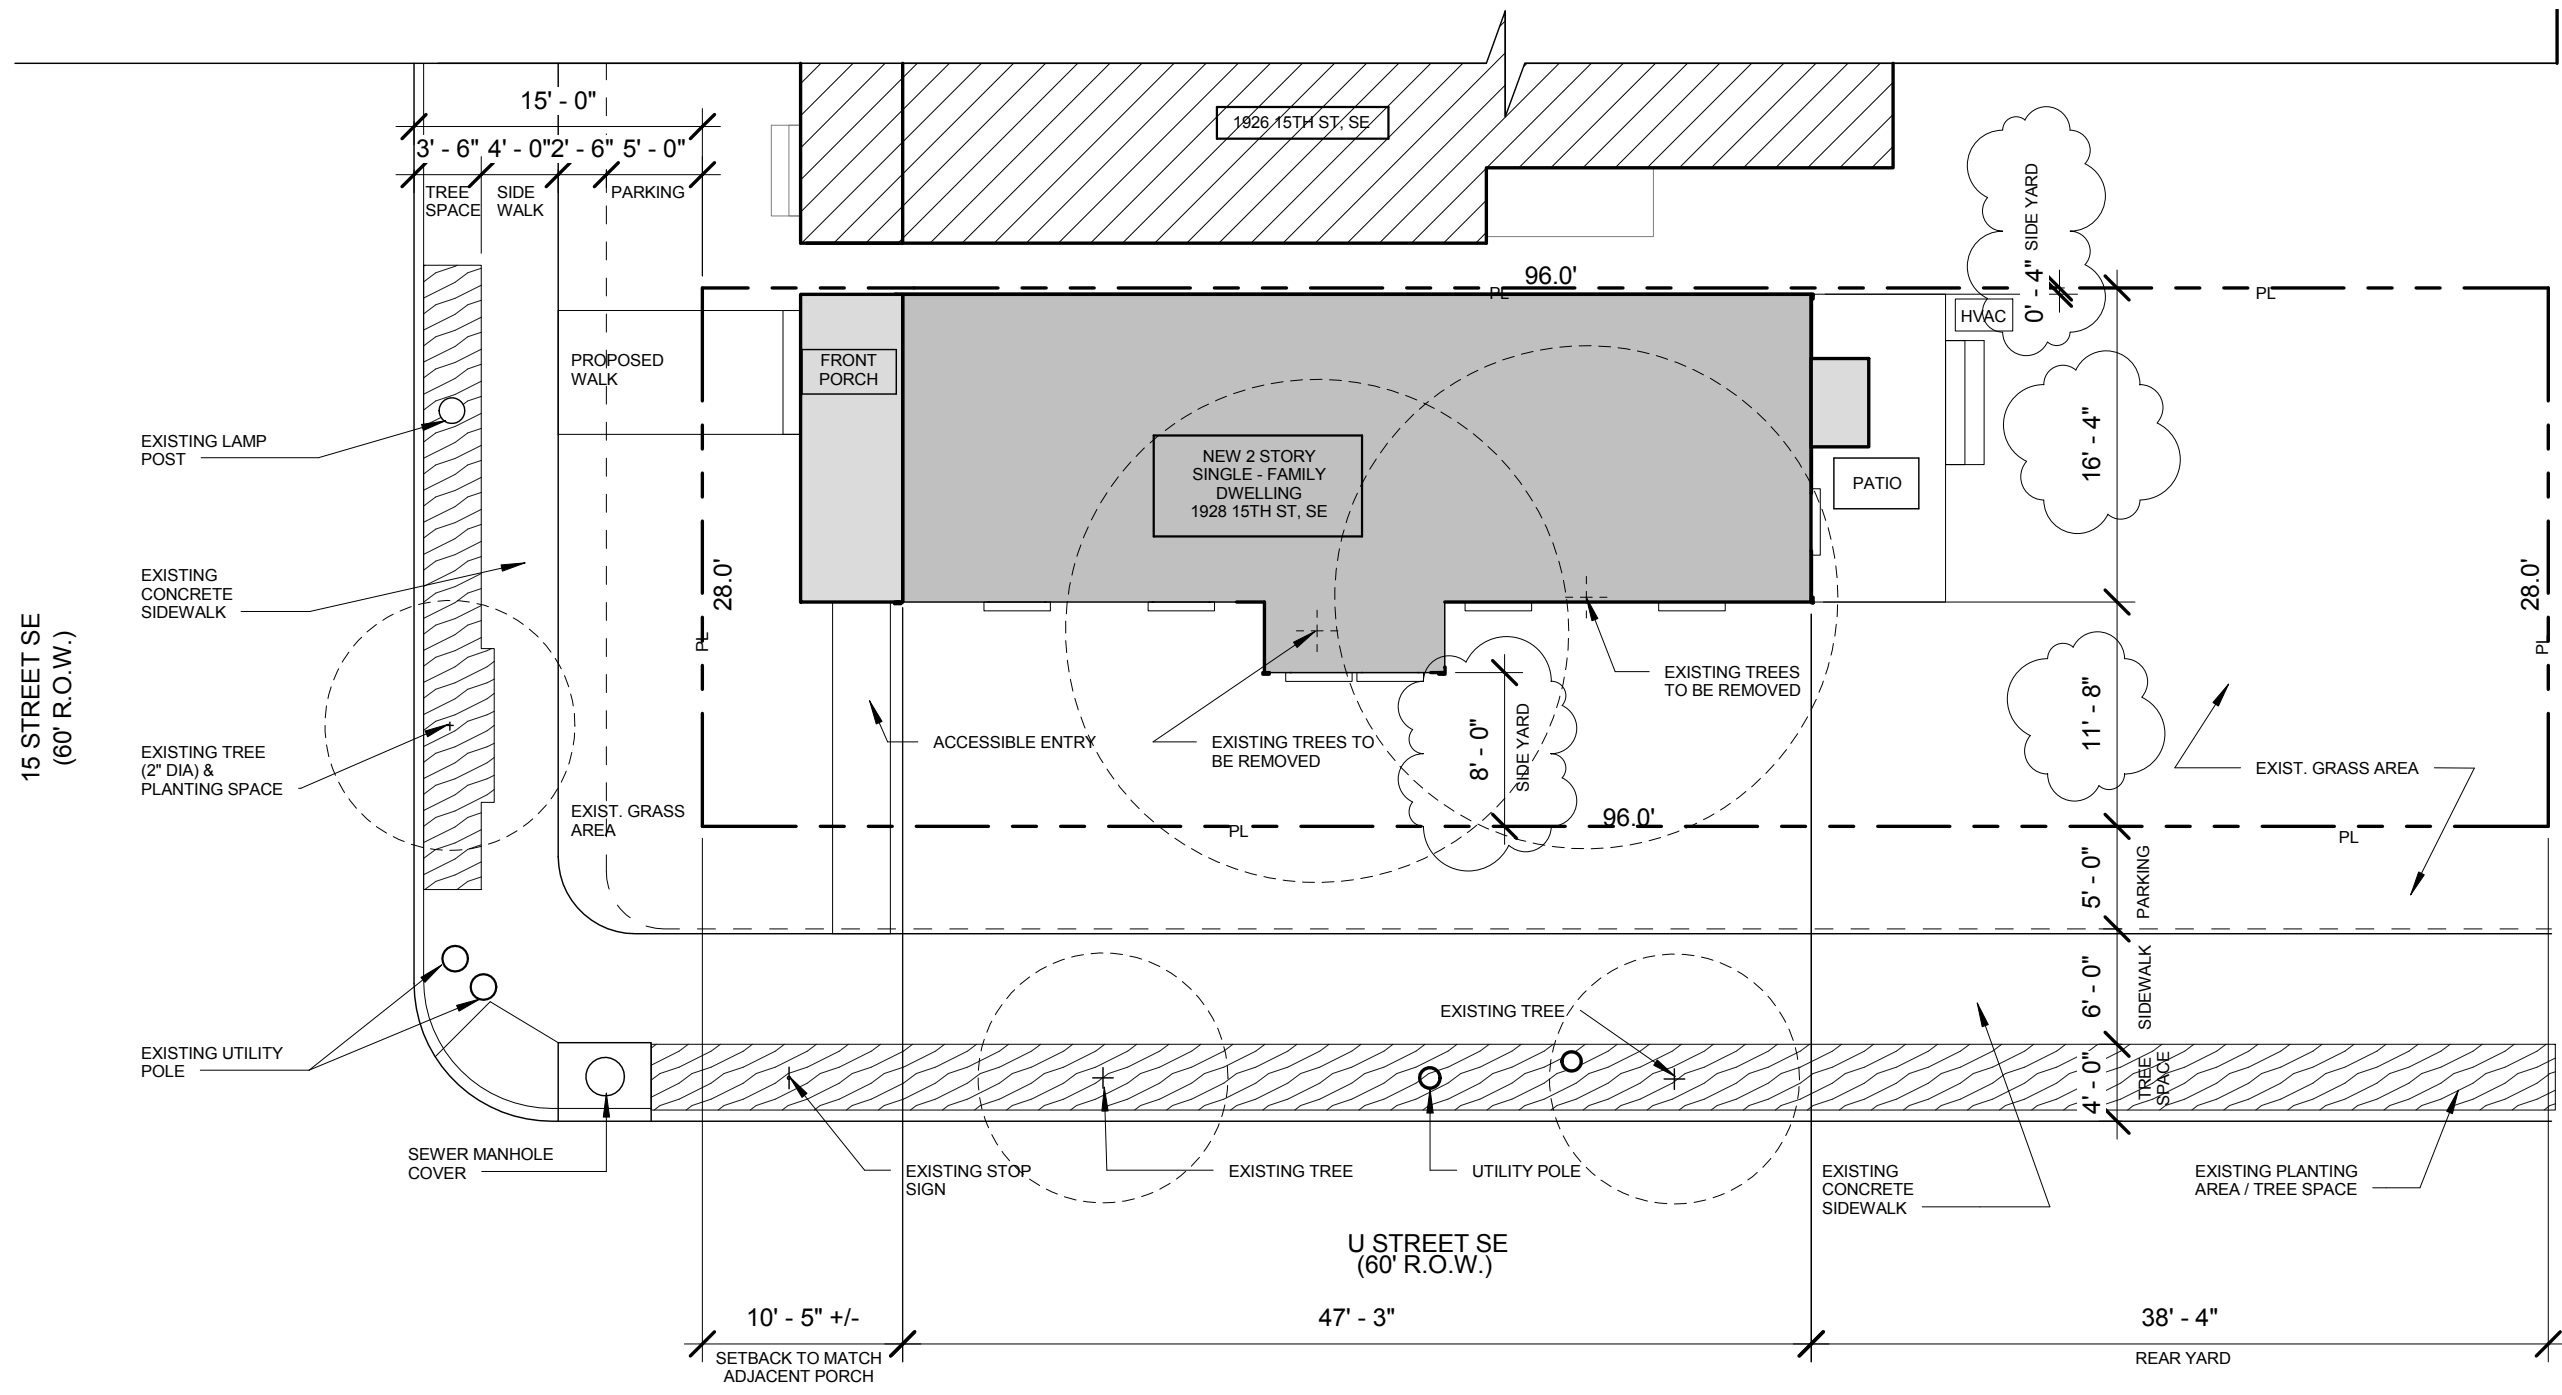 15' - 0"
3' - 6" 4' - 0" 2' - 6" 5' - 0"
TREE
SPACE
SIDE
WALK
PARKING
1926 15TH ST, SE
0' - 4" SIDE YARD
96.0'
PL
PL
HVAC
PROPOSED
WALK
FRONT
PORCH
EXISTING LAMP
POST
NEW 2 STORY
SINGLE - FAMILY
DWELLING
1928 15TH ST, SE
PATIO
16' - 4"
EXISTING
CONCRETE
SIDEWALK
28.0'
PL
28.0'
PL
15 STREET SE
(60' R.O.W.)
EXISTING TREES
TO BE REMOVED
ACCESSIBLE ENTRY
EXISTING TREES TO
BE REMOVED
8' - 0"
SIDE YARD
11' - 8"
EXIST. GRASS AREA
EXISTING TREE
(2" DIA) &
PLANTING SPACE
EXIST. GRASS
AREA
96.0'
PL
PL
5' - 0"
PARKING
6' - 0"
SIDEWALK
EXISTING TREE
EXISTING UTILITY
POLE
4' - 0"
TREE
SPACE
SEWER MANHOLE
COVER
EXISTING STOP
SIGN
EXISTING TREE
UTILITY POLE
EXISTING
CONCRETE
SIDEWALK
EXISTING PLANTING
AREA / TREE SPACE
U STREET SE
(60' R.O.W.)
10' - 5" +/-
47' - 3"
38' - 4"
SETBACK TO MATCH
ADJACENT PORCH
REAR YARD